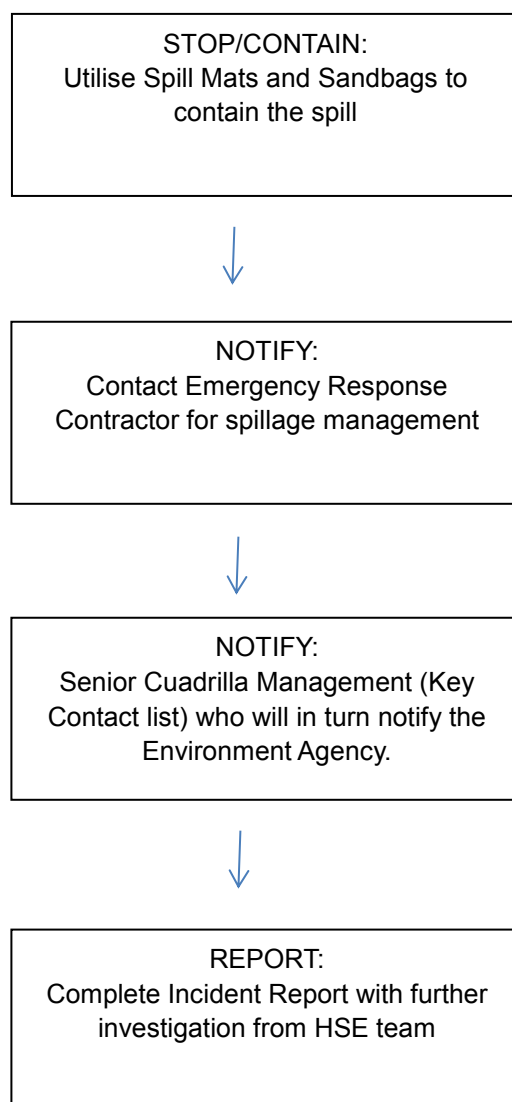 STOP/CONTAIN:
Utilise Spill Mats and Sandbags to
contain the spill
NOTIFY:
Contact Emergency Response
Contractor for spillage management
NOTIFY:
Senior Cuadrilla Management (Key
Contact list) who will in turn notify the
Environment Agency.
REPORT:
Complete Incident Report with further
investigation from HSE team